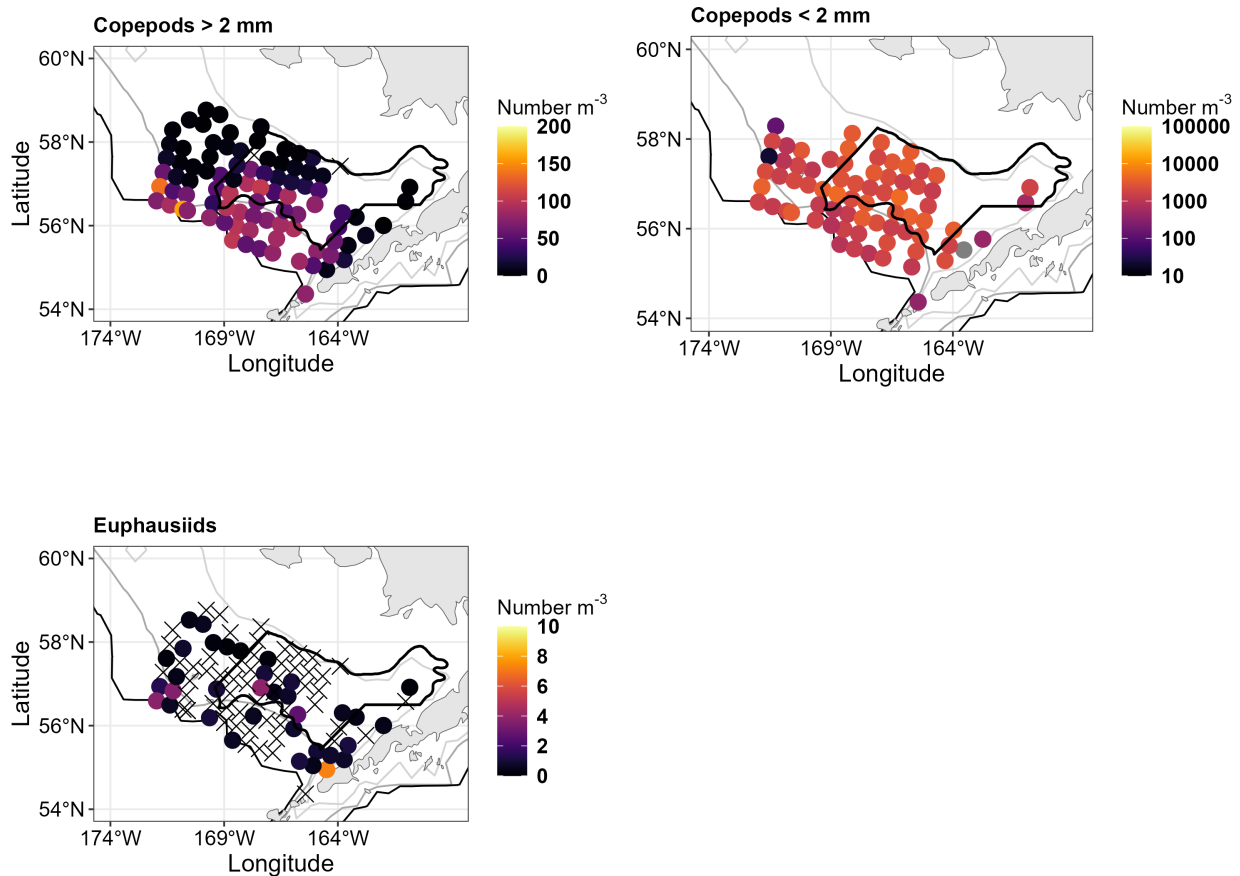 Copepods > 2 mm
60°N
58°N
56°N
54°N
174°W 169°W 164°W
Longitude
Latitude
Number m-3
200
150
100
50
0
Copepods < 2 mm
60°N
58°N
56°N
54°N
174°W 169°W 164°W
Longitude
Latitude
Number m-3
100000
10000
1000
100
10
Euphausiids
60°N
58°N
56°N
54°N
174°W 169°W 164°W
Longitude
Latitude
Number m-3
10
8
6
4
2
0